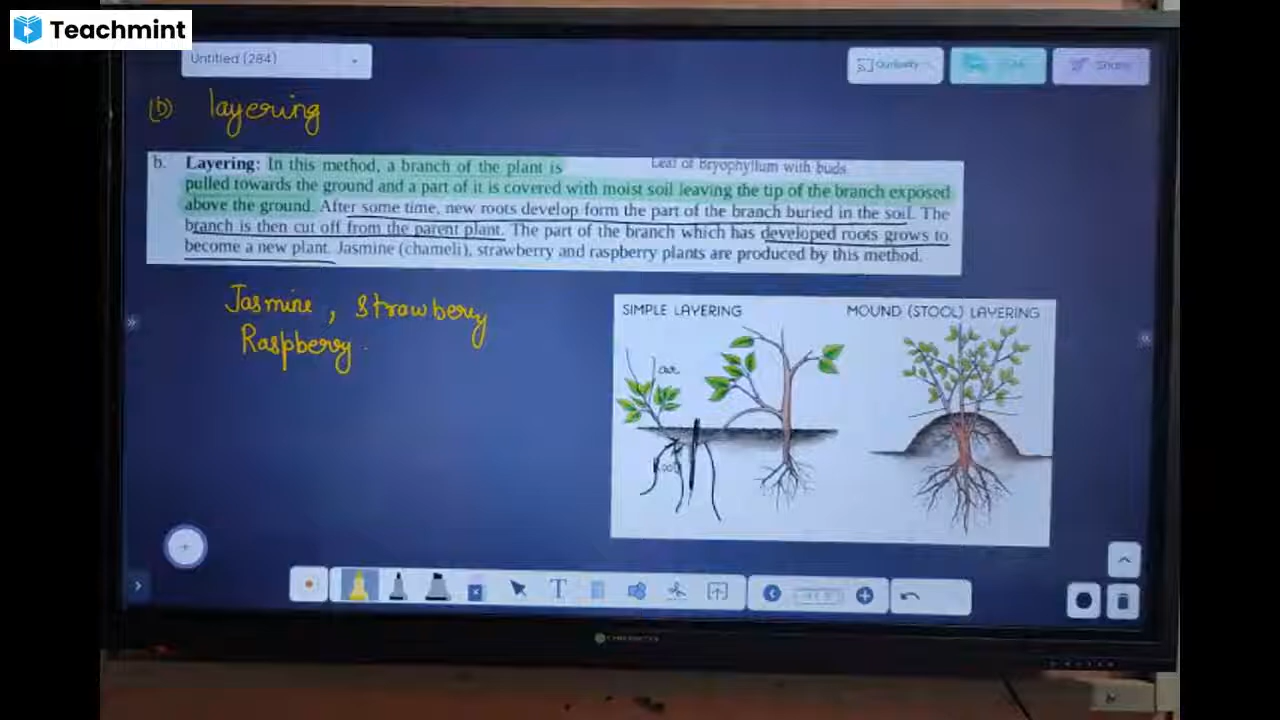 Teachmint
Untitled (284)
(b) layering
b. Layering: In this method, a branch of the plant is
Leaf of Bryophyllum with buds
pulled towards the ground and a part of it is covered with moist soil leaving the tip of the branch exposed
above the ground. After some time, new roots develop form the part of the branch buried in the soil. The
branch is then cut off from the parent plant. The part of the branch which has developed roots grows to
become a new plant. Jasmine (chameli), strawberry and raspberry plants are produced by this method.
Jasmine, Strawberry
Raspberry.
SIMPLE LAYERING
MOUND (STOOL) LAYERING
T